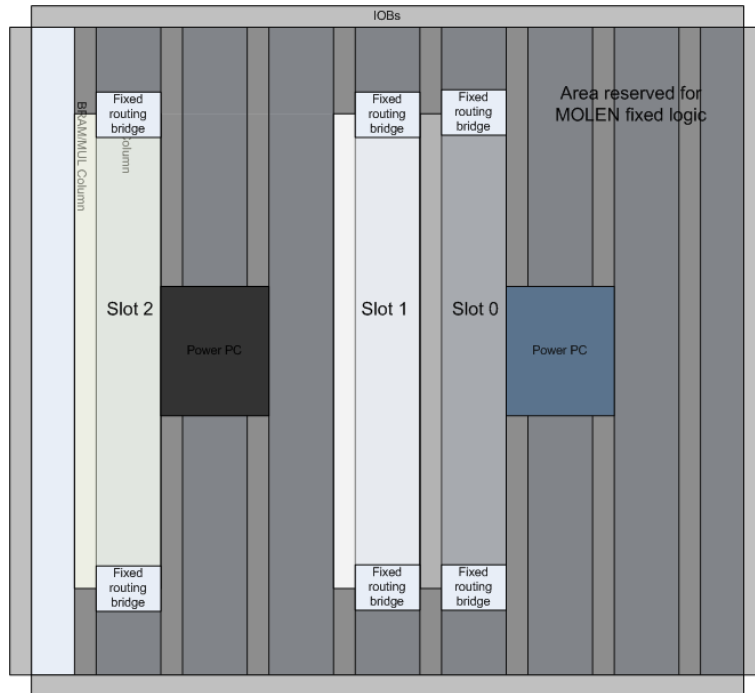 IOBs
Fixed
routing
bridge
Fixed
routing
bridge
Fixed
routing
bridge
Area reserved for
MOLEN fixed logic
BRAM/MUL Column
Column
Slot 2
Slot 1
Slot 0
Power PC
Power PC
Fixed
routing
bridge
Fixed
routing
bridge
Fixed
routing
bridge